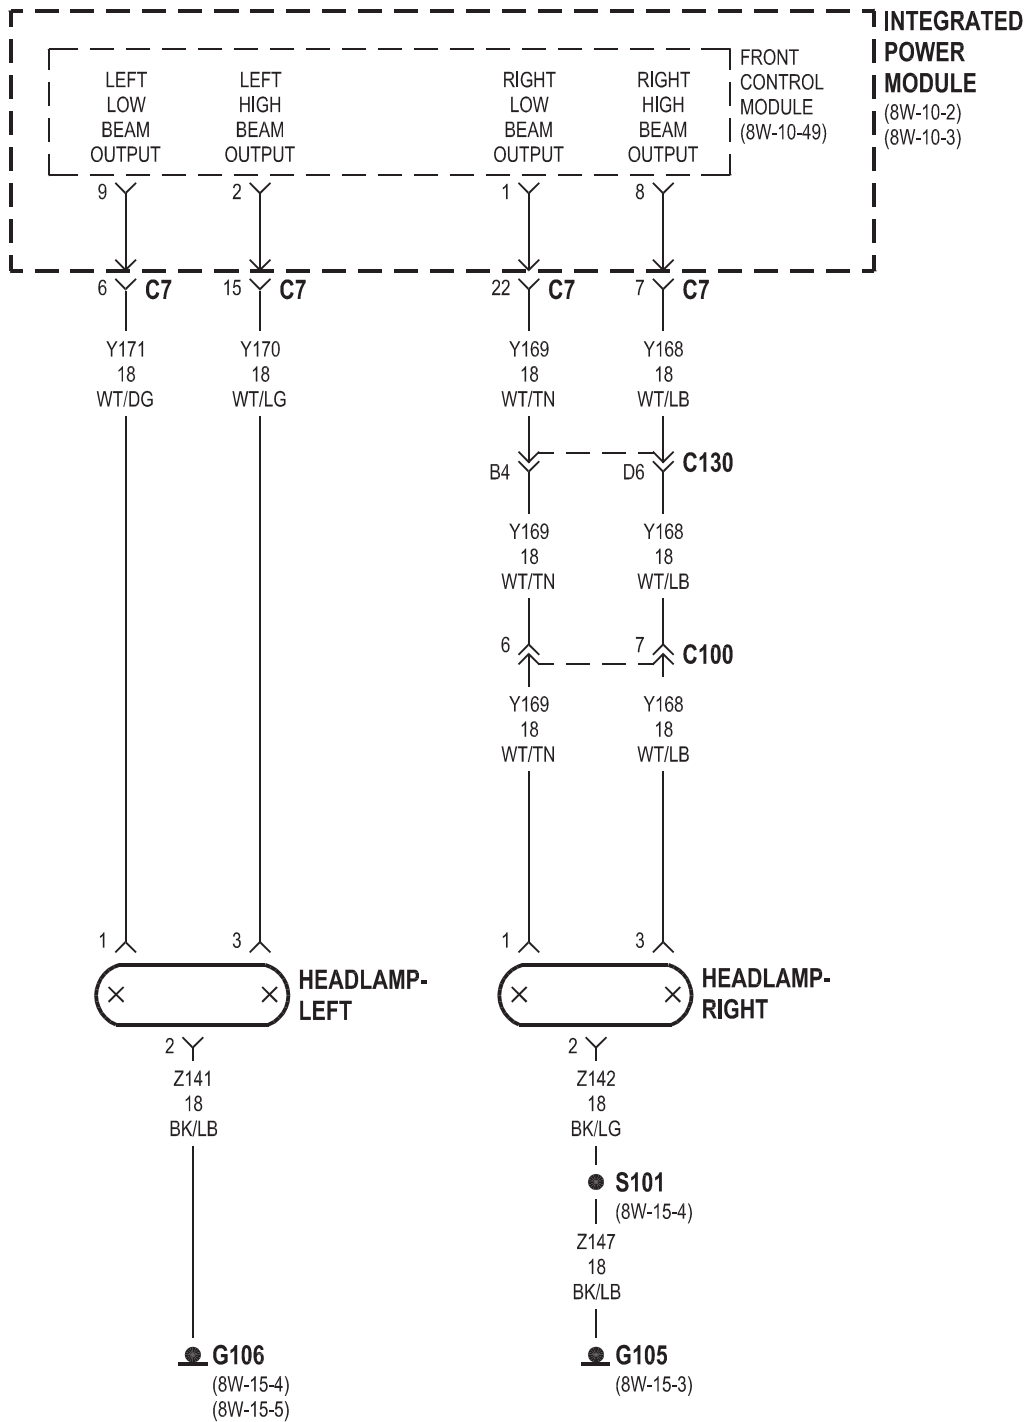 INTEGRATED
POWER
MODULE
(8W-10-2)
(8W-10-3)
FRONT
CONTROL
MODULE
(8W-10-49)
LEFT
LOW
BEAM
OUTPUT
LEFT
HIGH
BEAM
OUTPUT
RIGHT
LOW
BEAM
OUTPUT
RIGHT
HIGH
BEAM
OUTPUT
9
2
1
8
6
C7
15
C7
22
C7
7
C7
Y171
18
WT/DG
Y170
18
WT/LG
Y169
18
WT/TN
Y168
18
WT/LB
B4
D6
C130
Y169
18
WT/TN
Y168
18
WT/LB
6
7
C100
Y169
18
WT/TN
Y168
18
WT/LB
1
3
1
3
HEADLAMP-
LEFT
HEADLAMP-
RIGHT
2
Z141
18
BK/LB
G106
(8W-15-4)
(8W-15-5)
2
Z142
18
BK/LG
S101
(8W-15-4)
Z147
18
BK/LB
G105
(8W-15-3)